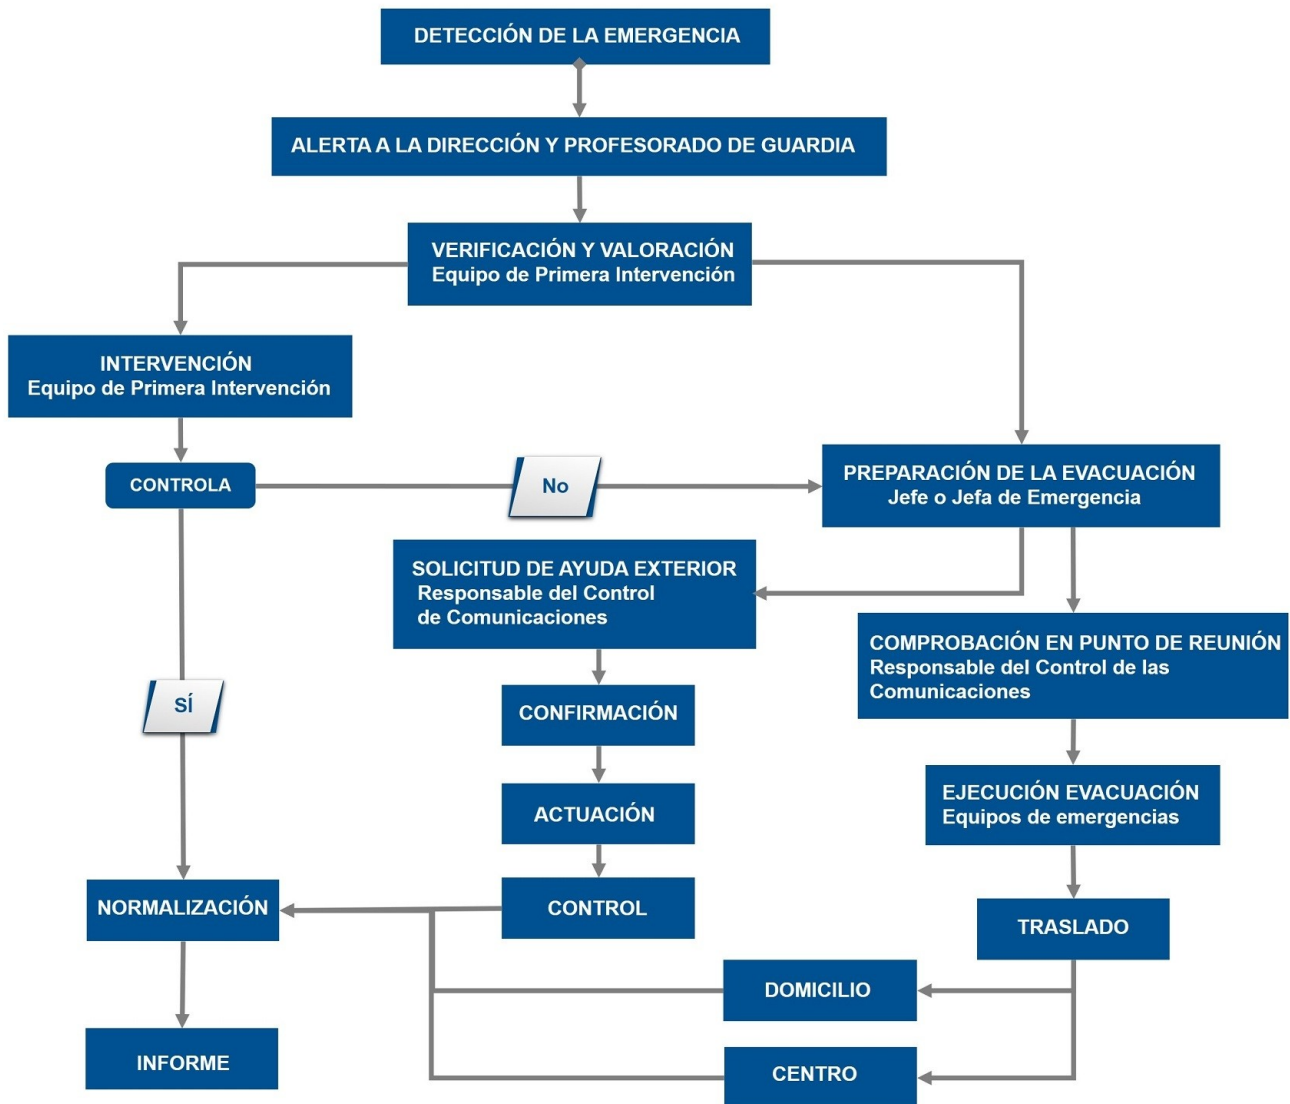 DETECCIÓN DE LA EMERGENCIA
ALERTA A LA DIRECCIÓN Y PROFESORADO DE GUARDIA
VERIFICACIÓN Y VALORACIÓN
Equipo de Primera Intervención
INTERVENCIÓN
Equipo de Primera Intervención
CONTROLA
No
PREPARACIÓN DE LA EVACUACIÓN
Jefe o Jefa de Emergencia
SOLICITUD DE AYUDA EXTERIOR
Responsable del Control
de Comunicaciones
COMPROBACIÓN EN PUNTO DE REUNIÓN
Responsable del Control de las
Comunicaciones
SÍ
CONFIRMACIÓN
EJECUCIÓN EVACUACIÓN
Equipos de emergencias
ACTUACIÓN
NORMALIZACIÓN
CONTROL
TRASLADO
DOMICILIO
INFORME
CENTRO